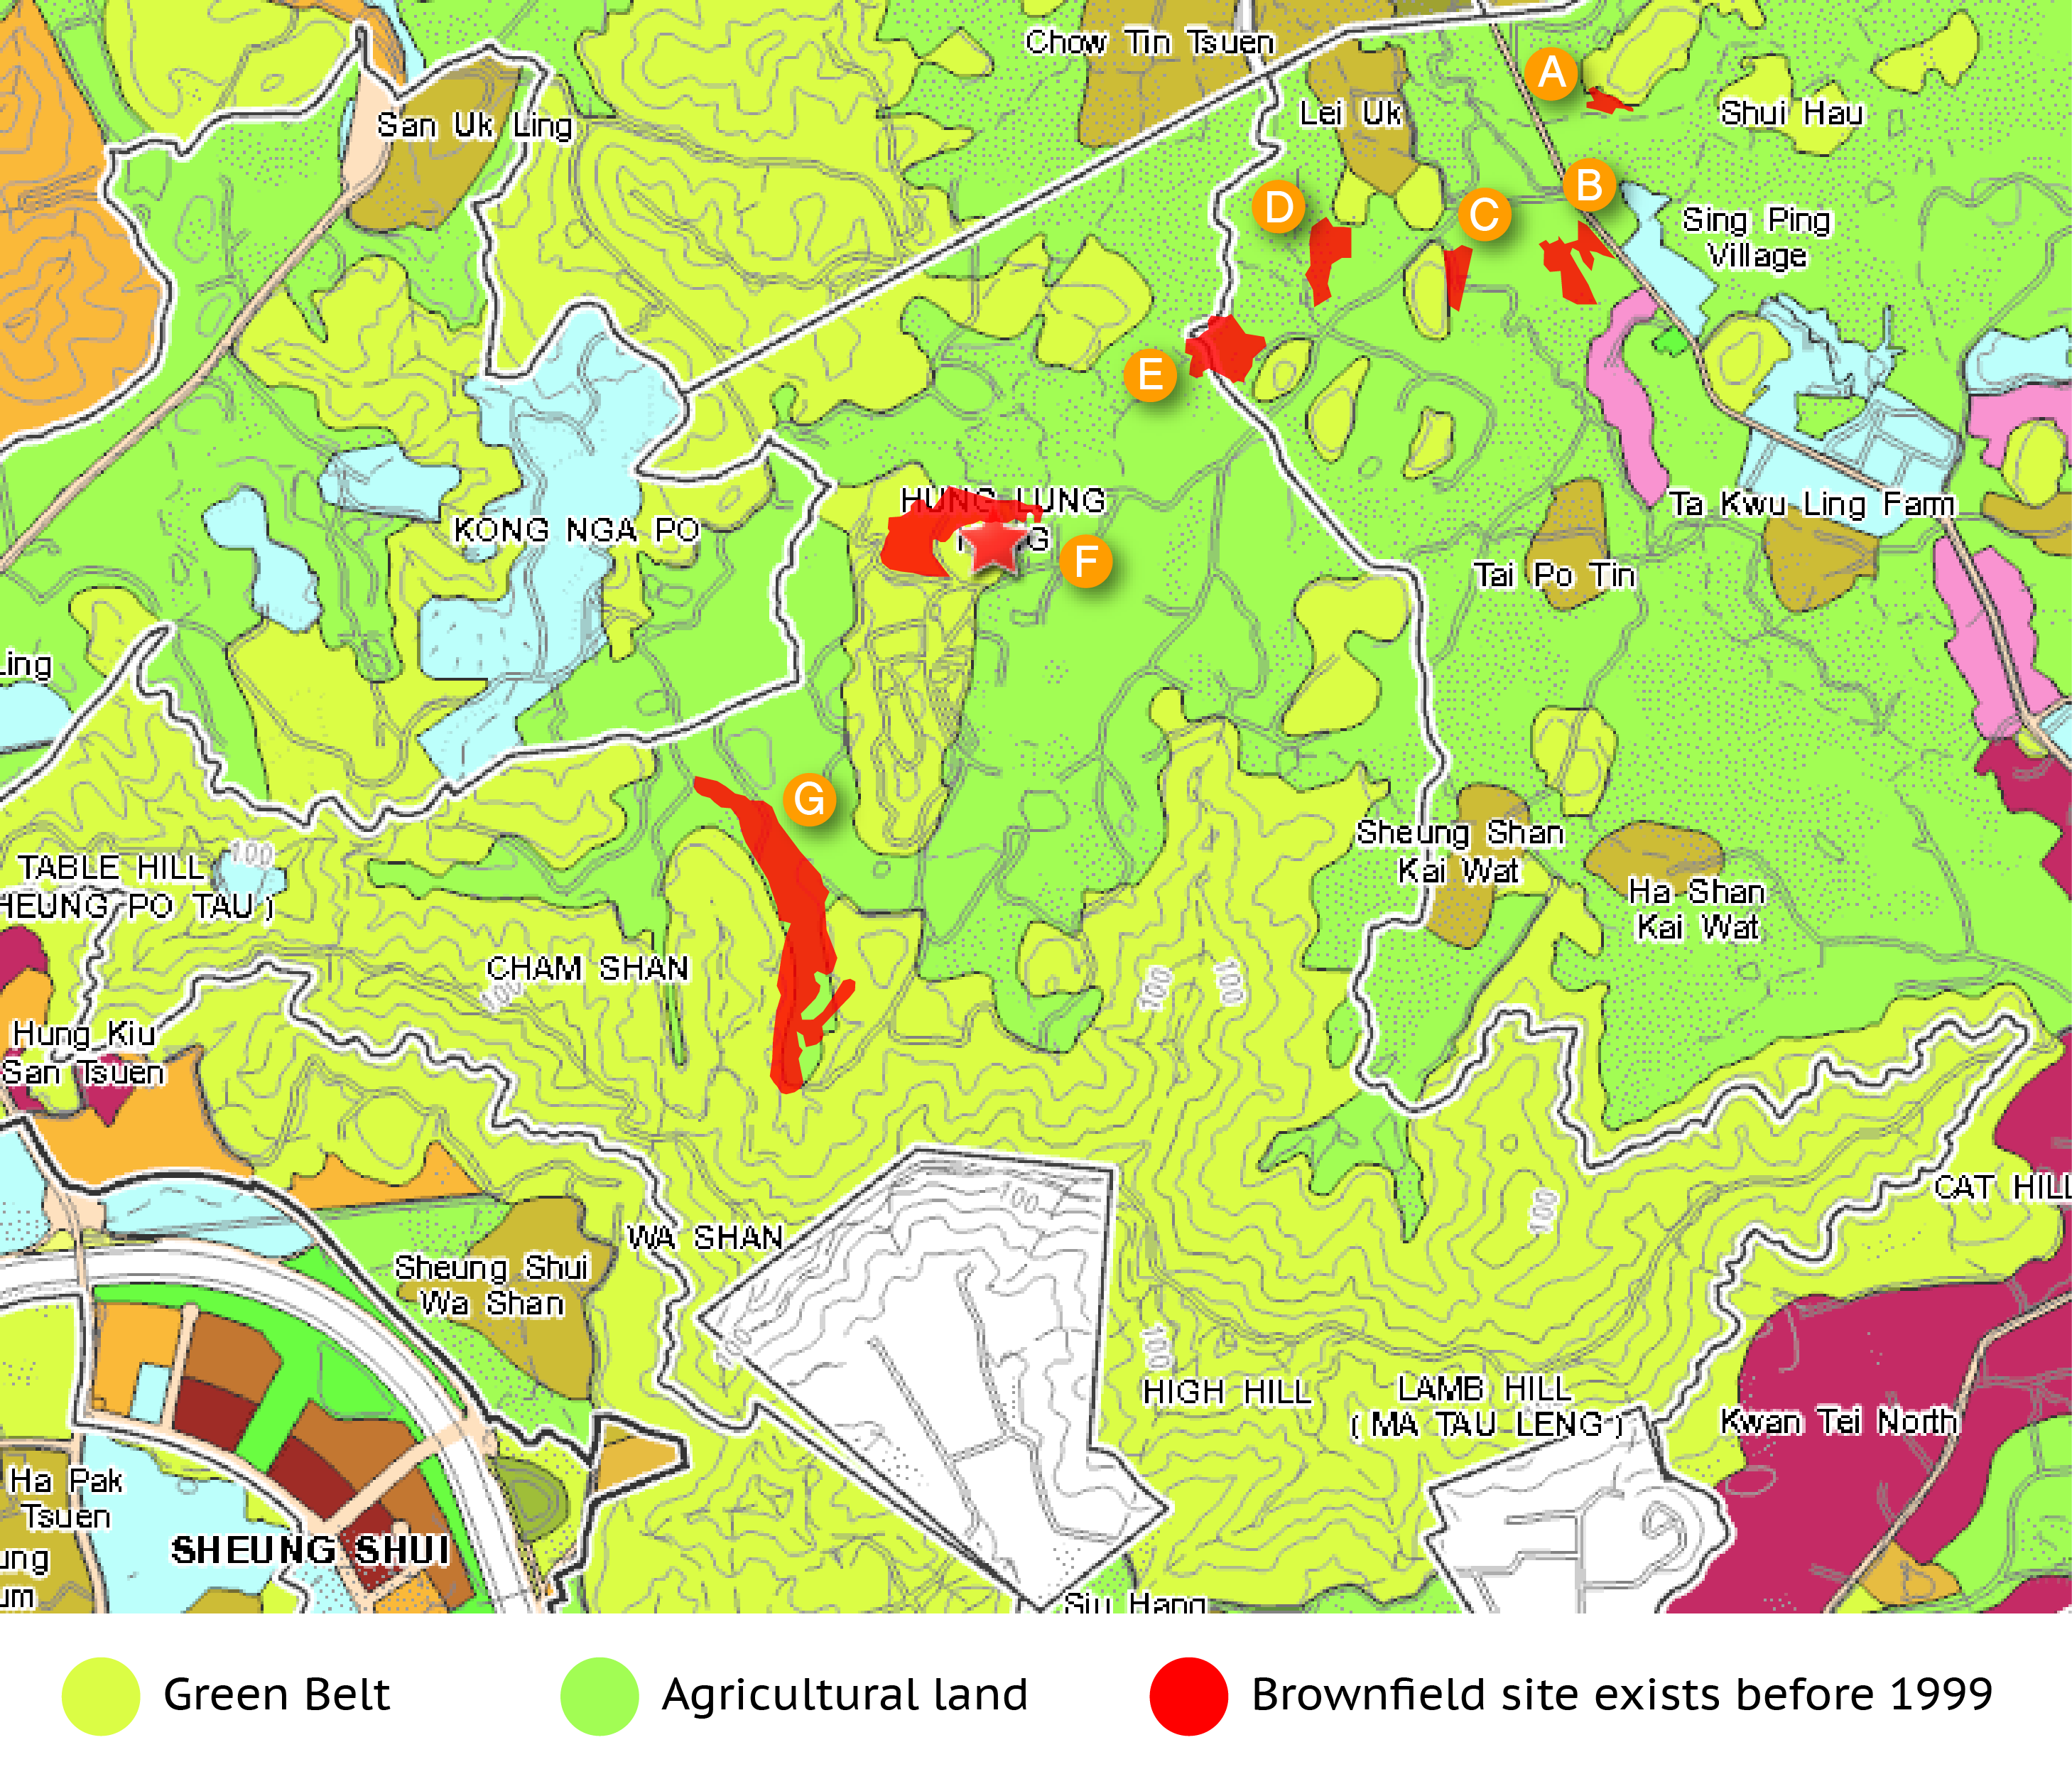 Chow Tin Tsuen
A
San Uk Ling
Lei Uk
Shui Hau
B
D
C
Sing Ping
Village
E
HUNG LUNG
KONG NGA PO
F
Ta Kwu Ling Farm
Tai Po Tin
Ling
G
Sheung Shan
Kai Wat
TABLE HILL
HEUNG PO TAU )
100
Ha Shan
Kai Wat
CHAM SHAN
100
100
100
Hung Kiu
San Tsuen
CAT HILL
100
100
WA SHAN
Sheung Shui
Wa Shan
100
100
HIGH HILL
LAMB HILL
( MA TAU LENG )
Kwan Tei North
Ha Pak
Tsuen
SHEUNG SHUI
ung
um
Siu Hang
Green Belt
Agricultural land
Brownfield site exists before 1999